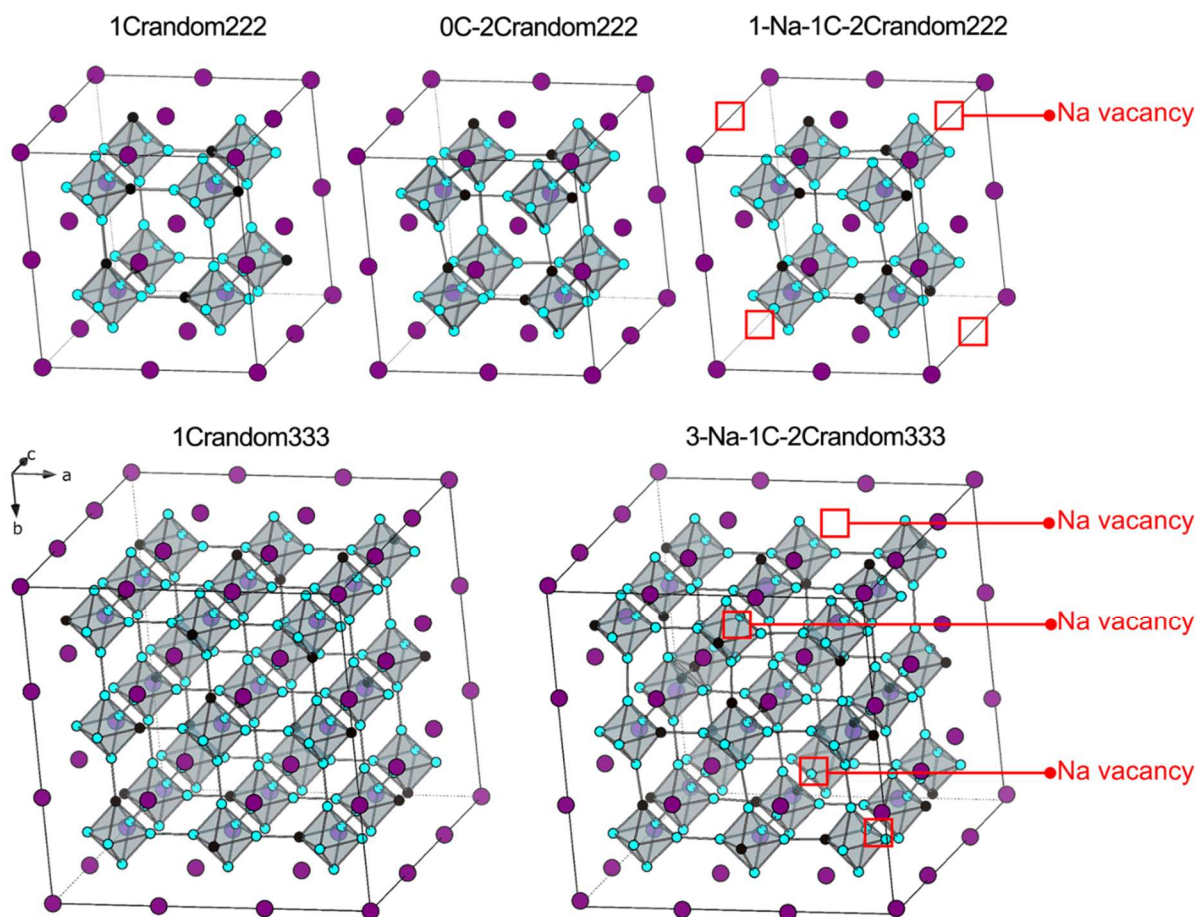 1Crandom222
0C-2Crandom222
1-Na-1C-2Crandom222
Na vacancy
1Crandom333
3-Na-1C-2Crandom333
c
a
b
Na vacancy
Na vacancy
Na vacancy